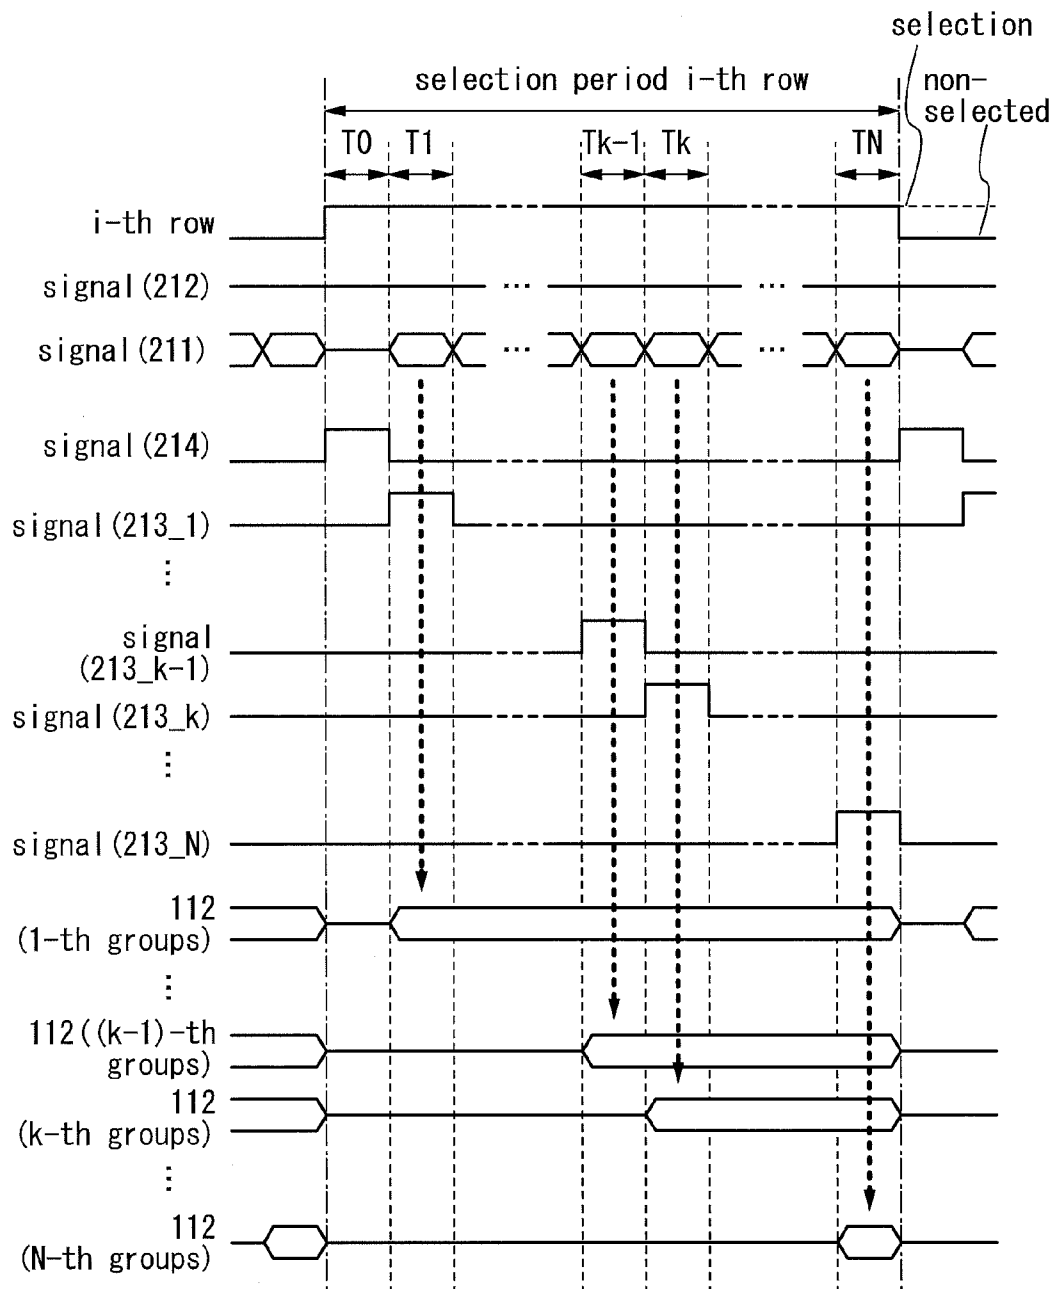 selection
selection period i-th row
non-
selected
T0 T1 Tk-1 Tk TN
i-th row
signal(212)
signal(211)
signal(214)
signal(213_1)
signal
(213_k-1)
signal(213_k)
signal(213_N)
112
(1-th groups)
112((k-1)-th
groups)
112
(k-th groups)
112
(N-th groups)